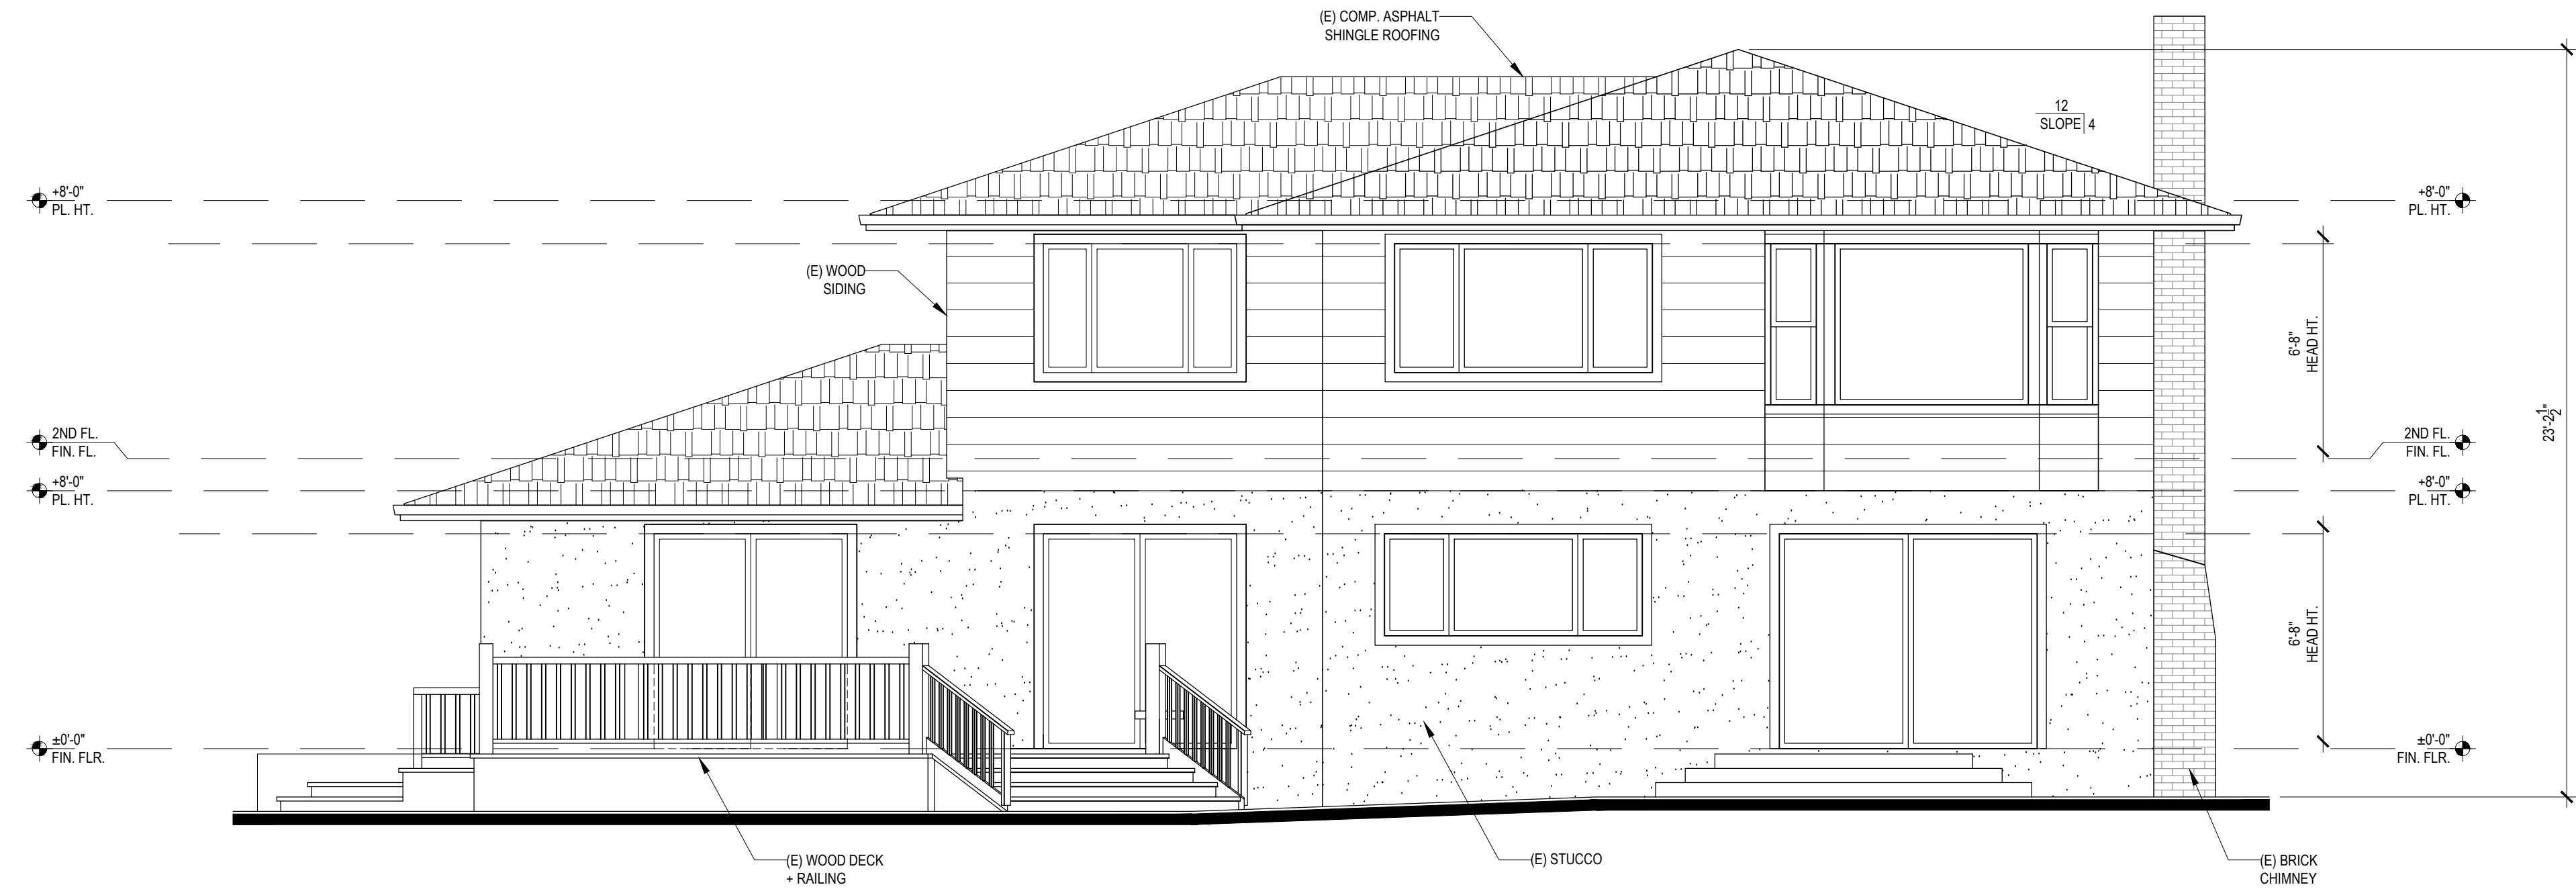 (E) COMP. ASPHALT
SHINGLE ROOFING
12
SLOPE 4
+8'-0"
PL. HT.
+8'-0"
PL. HT.
(E) WOOD
SIDING
6'-8"
HEAD HT.
23'-2 1/2"
2ND FL.
FIN. FL.
2ND FL.
FIN. FL.
+8'-0"
PL. HT.
+8'-0"
PL. HT.
6'-8"
HEAD HT.
±0'-0"
FIN. FLR.
±0'-0"
FIN. FLR.
(E) WOOD DECK
+ RAILING
(E) STUCCO
(E) BRICK
CHIMNEY